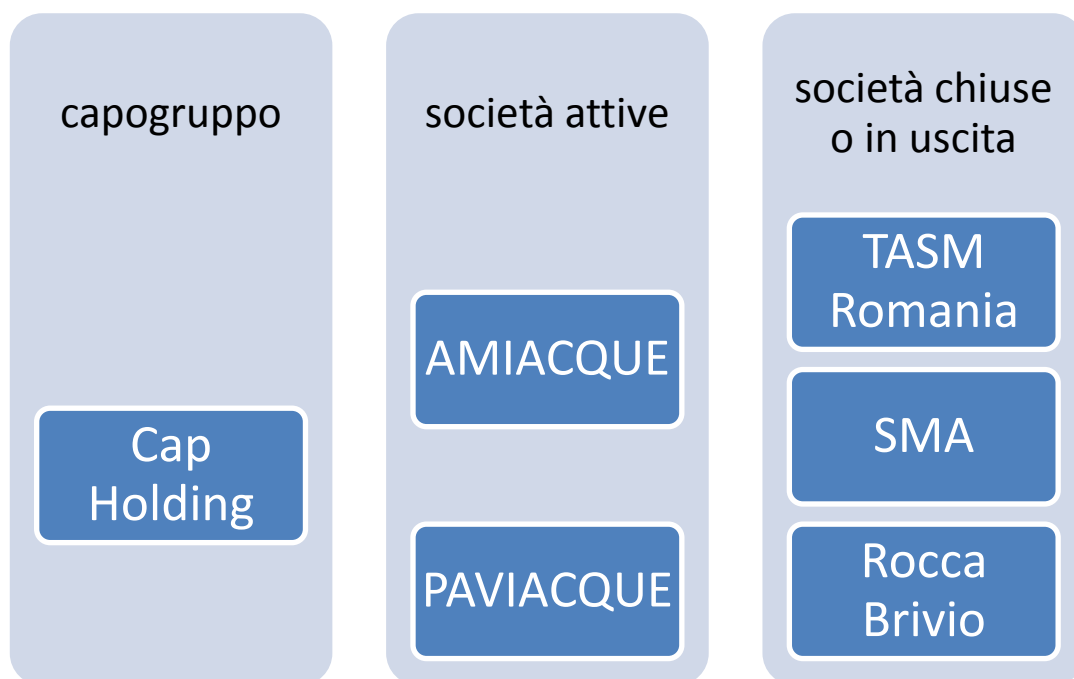 capogruppo
Cap
Holding
società attive
AMIACQUE
PAVIACQUE
società chiuse
o in uscita
TASM
Romania
SMA
Rocca
Brivio